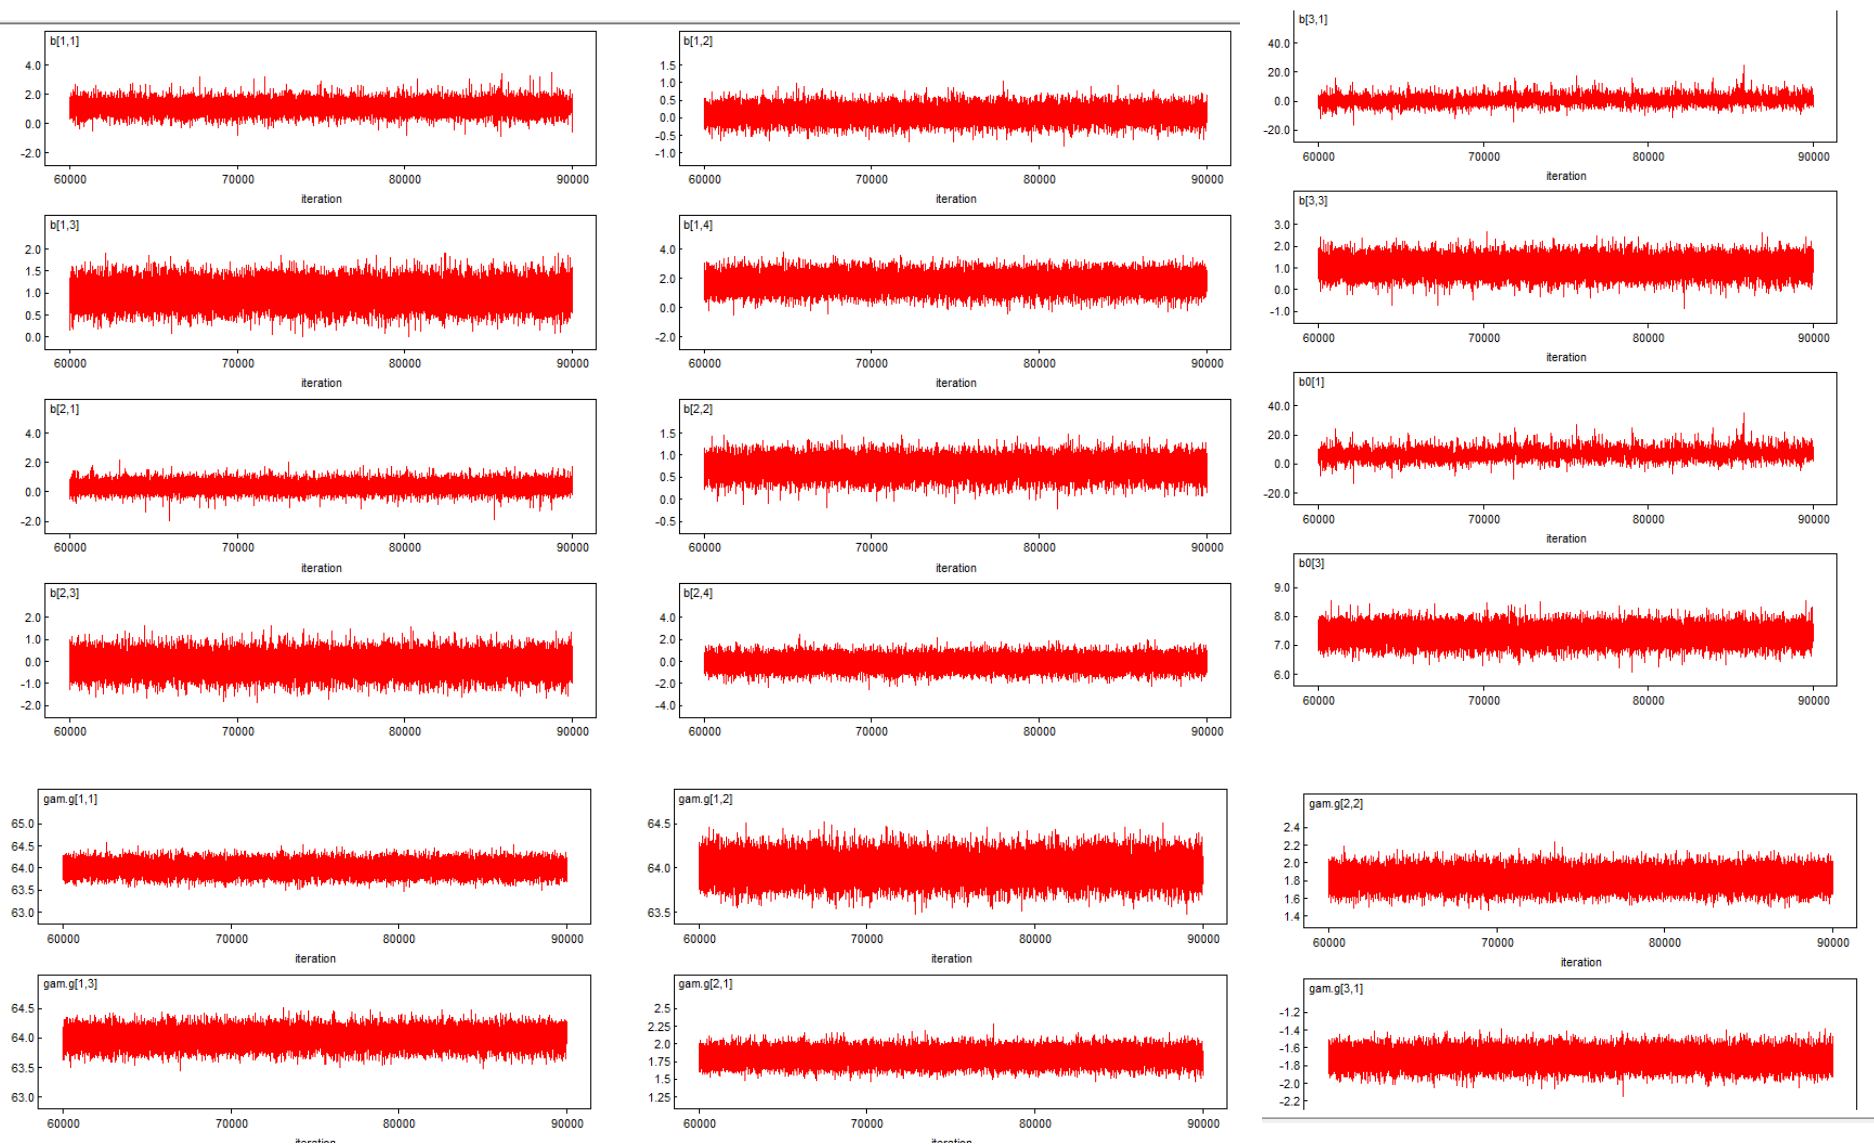 b[1,1]
4.0
2.0
0.0
-2.0
60000 70000 80000 90000
iteration
b[1,2]
1.5
1.0
0.5
0.0
-0.5
-1.0
60000 70000 80000 90000
iteration
b[3,1]
40.0
20.0
0.0
-20.0
60000 70000 80000 90000
iteration
b[1,3]
2.0
1.5
1.0
0.5
0.0
60000 70000 80000 90000
iteration
b[1,4]
4.0
2.0
0.0
-2.0
60000 70000 80000 90000
iteration
b[3,3]
3.0
2.0
1.0
0.0
-1.0
60000 70000 80000 90000
iteration
b[2,1]
4.0
2.0
0.0
-2.0
60000 70000 80000 90000
iteration
b[2,2]
1.5
1.0
0.5
0.0
-0.5
60000 70000 80000 90000
iteration
b0[1]
40.0
20.0
0.0
-20.0
60000 70000 80000 90000
iteration
b[2,3]
2.0
1.0
0.0
-1.0
-2.0
60000 70000 80000 90000
b[2,4]
4.0
2.0
0.0
-2.0
-4.0
60000 70000 80000 90000
b0[3]
9.0
8.0
7.0
6.0
60000 70000 80000 90000
gam.g[1,1]
65.0
64.5
64.0
63.5
63.0
60000 70000 80000 90000
iteration
gam.g[1,2]
64.5
64.0
63.5
60000 70000 80000 90000
iteration
gam.g[2,2]
2.4
2.2
2.0
1.8
1.6
1.4
60000 70000 80000 90000
iteration
gam.g[1,3]
64.5
64.0
63.5
63.0
60000 70000 80000 90000
iteration
gam.g[2,1]
2.5
2.25
2.0
1.75
1.5
1.25
60000 70000 80000 90000
iteration
gam.g[3,1]
-1.2
-1.4
-1.6
-1.8
-2.0
-2.2